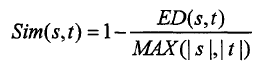 Sim(s,t) = 1 - ED(s,t) / MAX(| s |,| t |)